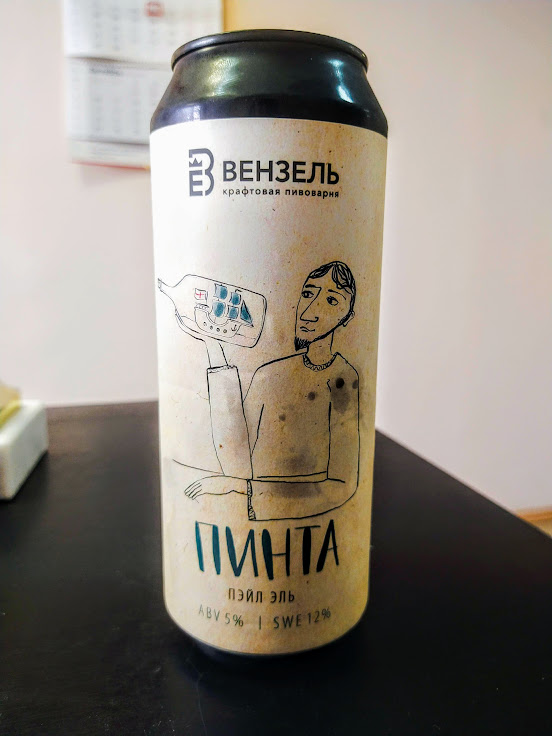 ВЕНЗЕЛЬ
крафтовая пивоварня
ПИНТА
ПЭЙЛ ЭЛЬ
ABV 5% | SWE 12%